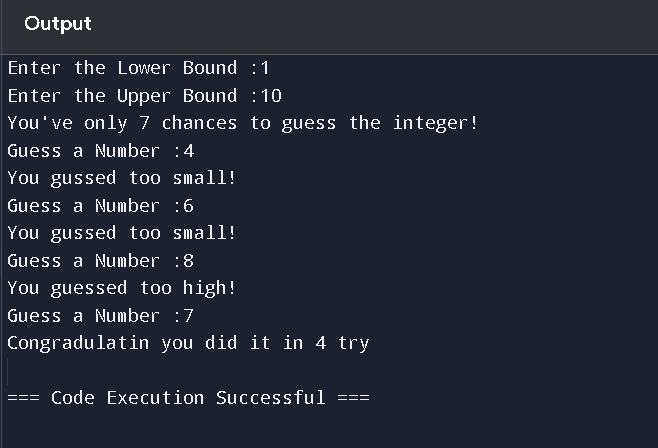 Output
Enter the Lower Bound :1
Enter the Upper Bound :10
You've only 7 chances to guess the integer!
Guess a Number :4
You gussed too small!
Guess a Number :6
You gussed too small!
Guess a Number :8
You guessed too high!
Guess a Number :7
Congradulatin you did it in 4 try
=== Code Execution Successful ===